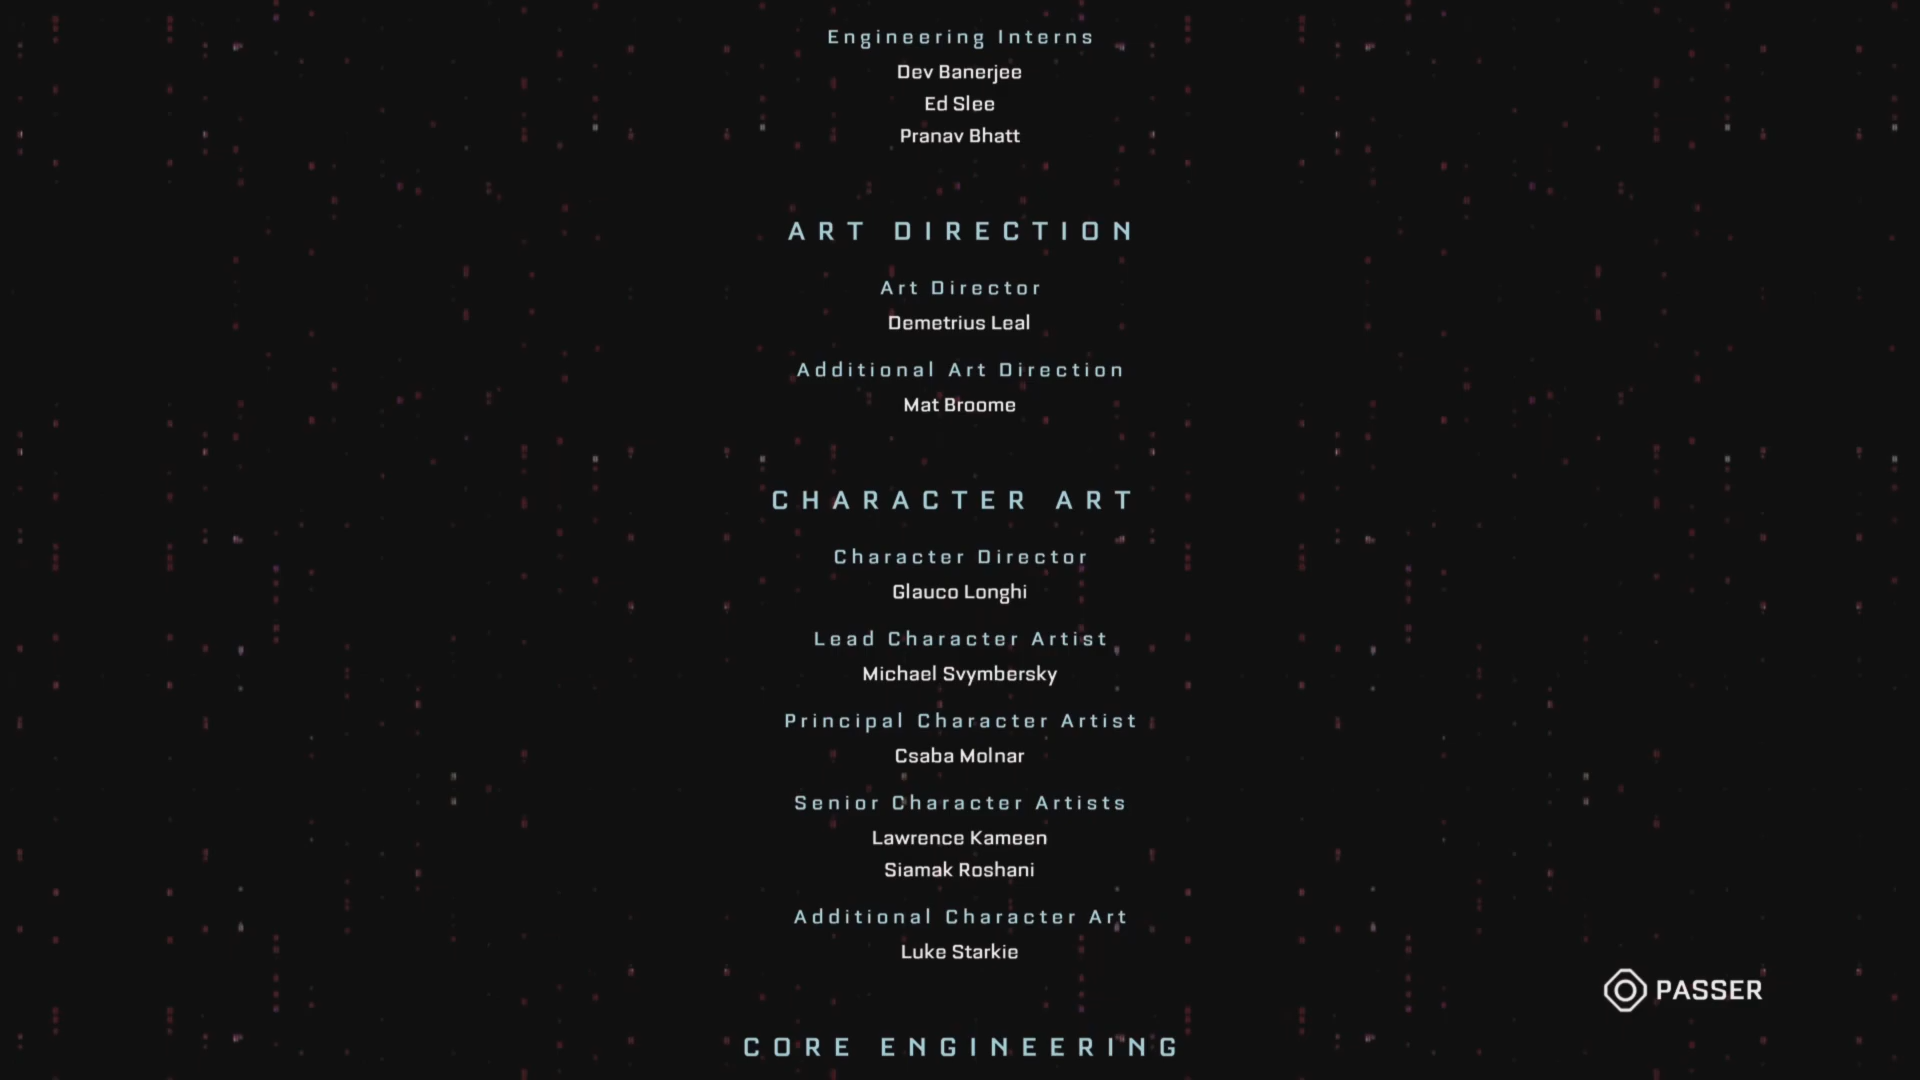 Engineering Interns
Dev Banerjee
Ed Slee
Pranav Bhatt
ART DIRECTION
Art Director
Demetrius Leal
Additional Art Direction
Mat Broome
CHARACTER ART
Character Director
Glauco Longhi
Lead Character Artist
Michael Svymbersky
Principal Character Artist
Csaba Molnar
Senior Character Artists
Lawrence Kameen
Siamak Roshani
Additional Character Art
Luke Starkie
PASSER
CORE ENGINEERING